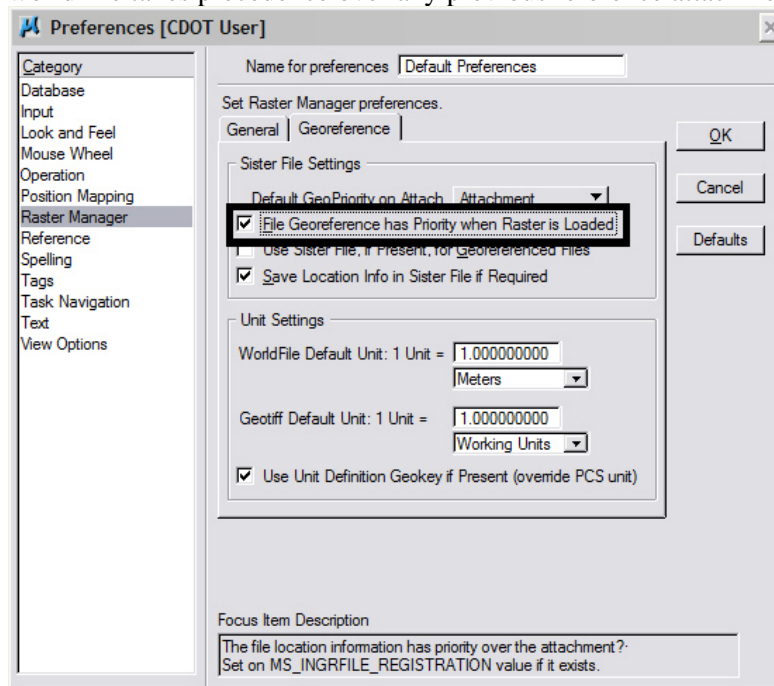 Preferences [CDOT User]
Category
Database
Input
Look and Feel
Mouse Wheel
Operation
Position Mapping
Raster Manager
Reference
Spelling
Tags
Task Navigation
Text
View Options
Name for preferences Default Preferences
Set Raster Manager preferences.
General Georeference
Sister File Settings
Default GeoPriority on Attach Attachment
File Georeference has Priority when Raster is Loaded
Use Sister File, if Present, for Georeferenced Files
Save Location Info in Sister File if Required
Unit Settings
WorldFile Default Unit: 1 Unit = 1.000000000
Meters
Geotiff Default Unit: 1 Unit = 1.000000000
Working Units
Use Unit Definition Geokey if Present (override PCS unit)
OK
Cancel
Defaults
Focus Item Description
The file location information has priority over the attachment?·
Set on MS_INGRFILE_REGISTRATION value if it exists.